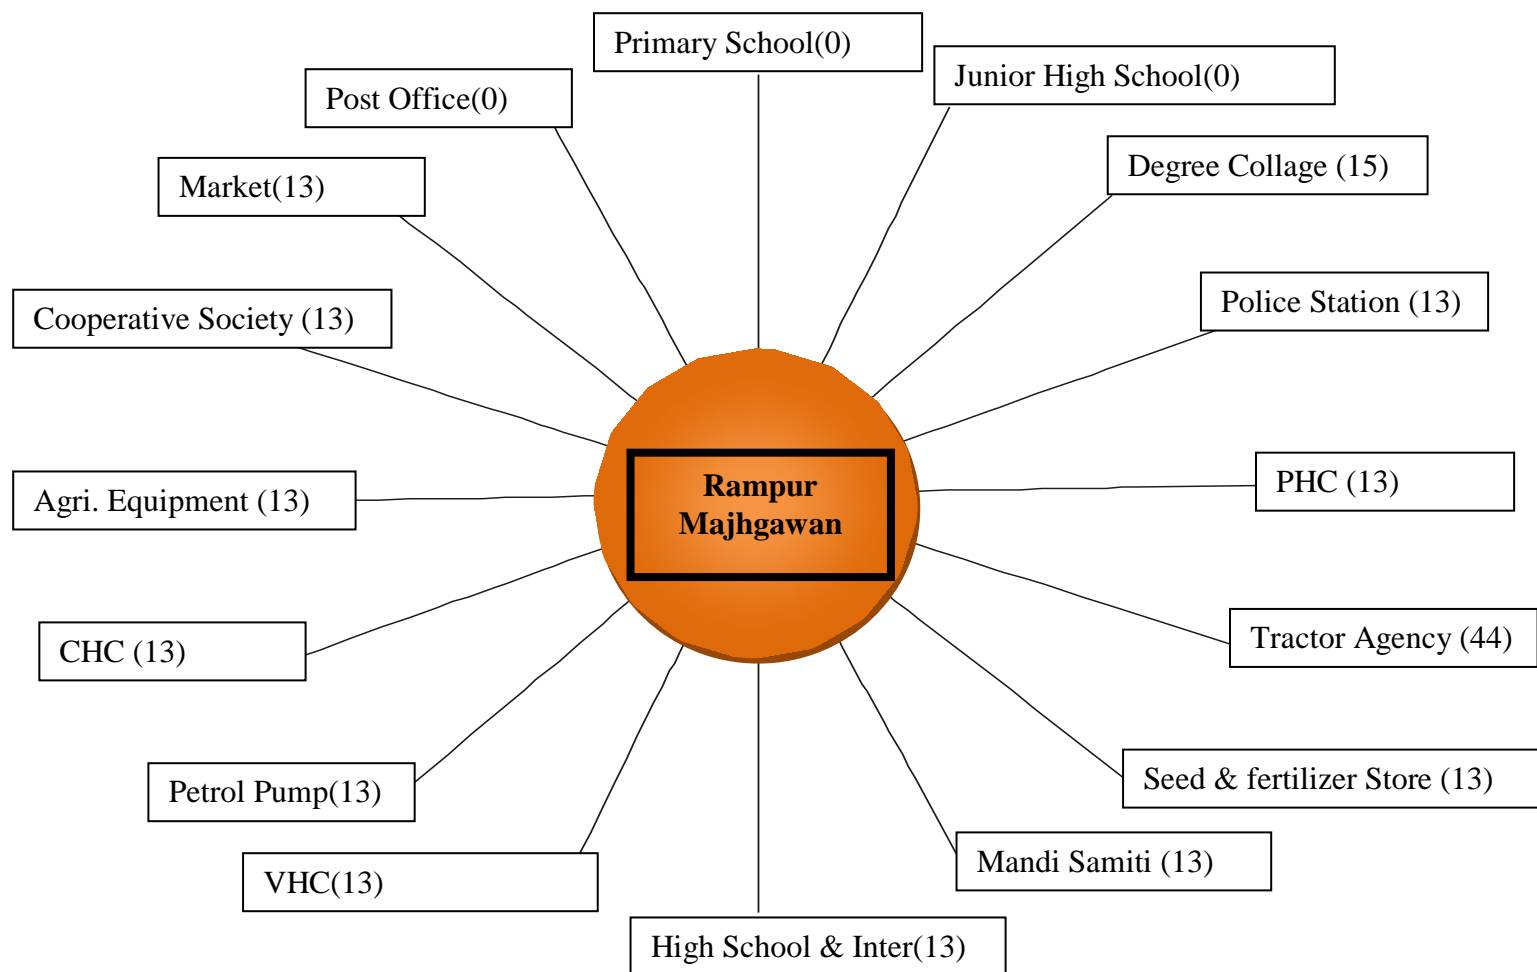 Primary School(0)
Junior High School(0)
Post Office(0)
Degree Collage (15)
Market(13)
Police Station (13)
Cooperative Society (13)
PHC (13)
Agri. Equipment (13)
Rampur
Majhgawan
Tractor Agency (44)
CHC (13)
Seed & fertilizer Store (13)
Petrol Pump(13)
Mandi Samiti (13)
VHC(13)
High School & Inter(13)